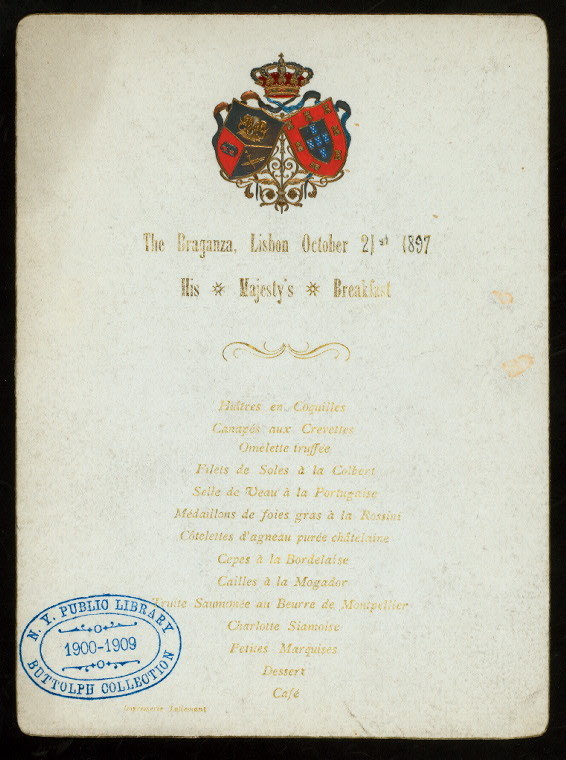 The Braganza, Lisbon October 21st 1897
His Majesty's Breakfast
Huîtres en Coquilles
Canapés aux Crevettes
Omelette truffée
Filets de Soles à la Colbert
Selle de Veau à la Portugaise
Médaillons de foies gras à la Rossini
Côtelettes d'agneau purée châtelaine
Cepes à la Bordelaise
Cailles à la Mogador
Truite Saumonée au Beurre de Montpellier
Charlotte Siamoise
Petites Marquises
Dessert
Café
Imprimerie Lallemant
N. Y. PUBLIC LIBRARY
1900-1909
BUTTOLPH COLLECTION